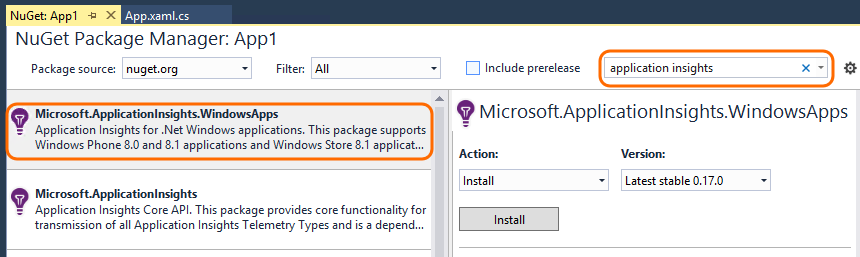 NuGet: App1
App.xaml.cs
NuGet Package Manager: App1
Package source: nuget.org Filter: All Include prerelease application insights
Microsoft.ApplicationInsights.WindowsApps
Application Insights for .Net Windows applications. This package supports
Windows Phone 8.0 and 8.1 applications and Windows Store 8.1 applicat...
Microsoft.ApplicationInsights
Application Insights Core API. This package provides core functionality for
transmission of all Application Insights Telemetry Types and is a depend...
Microsoft.ApplicationInsights.WindowsApps
Action: Version:
Install Latest stable 0.17.0
Install